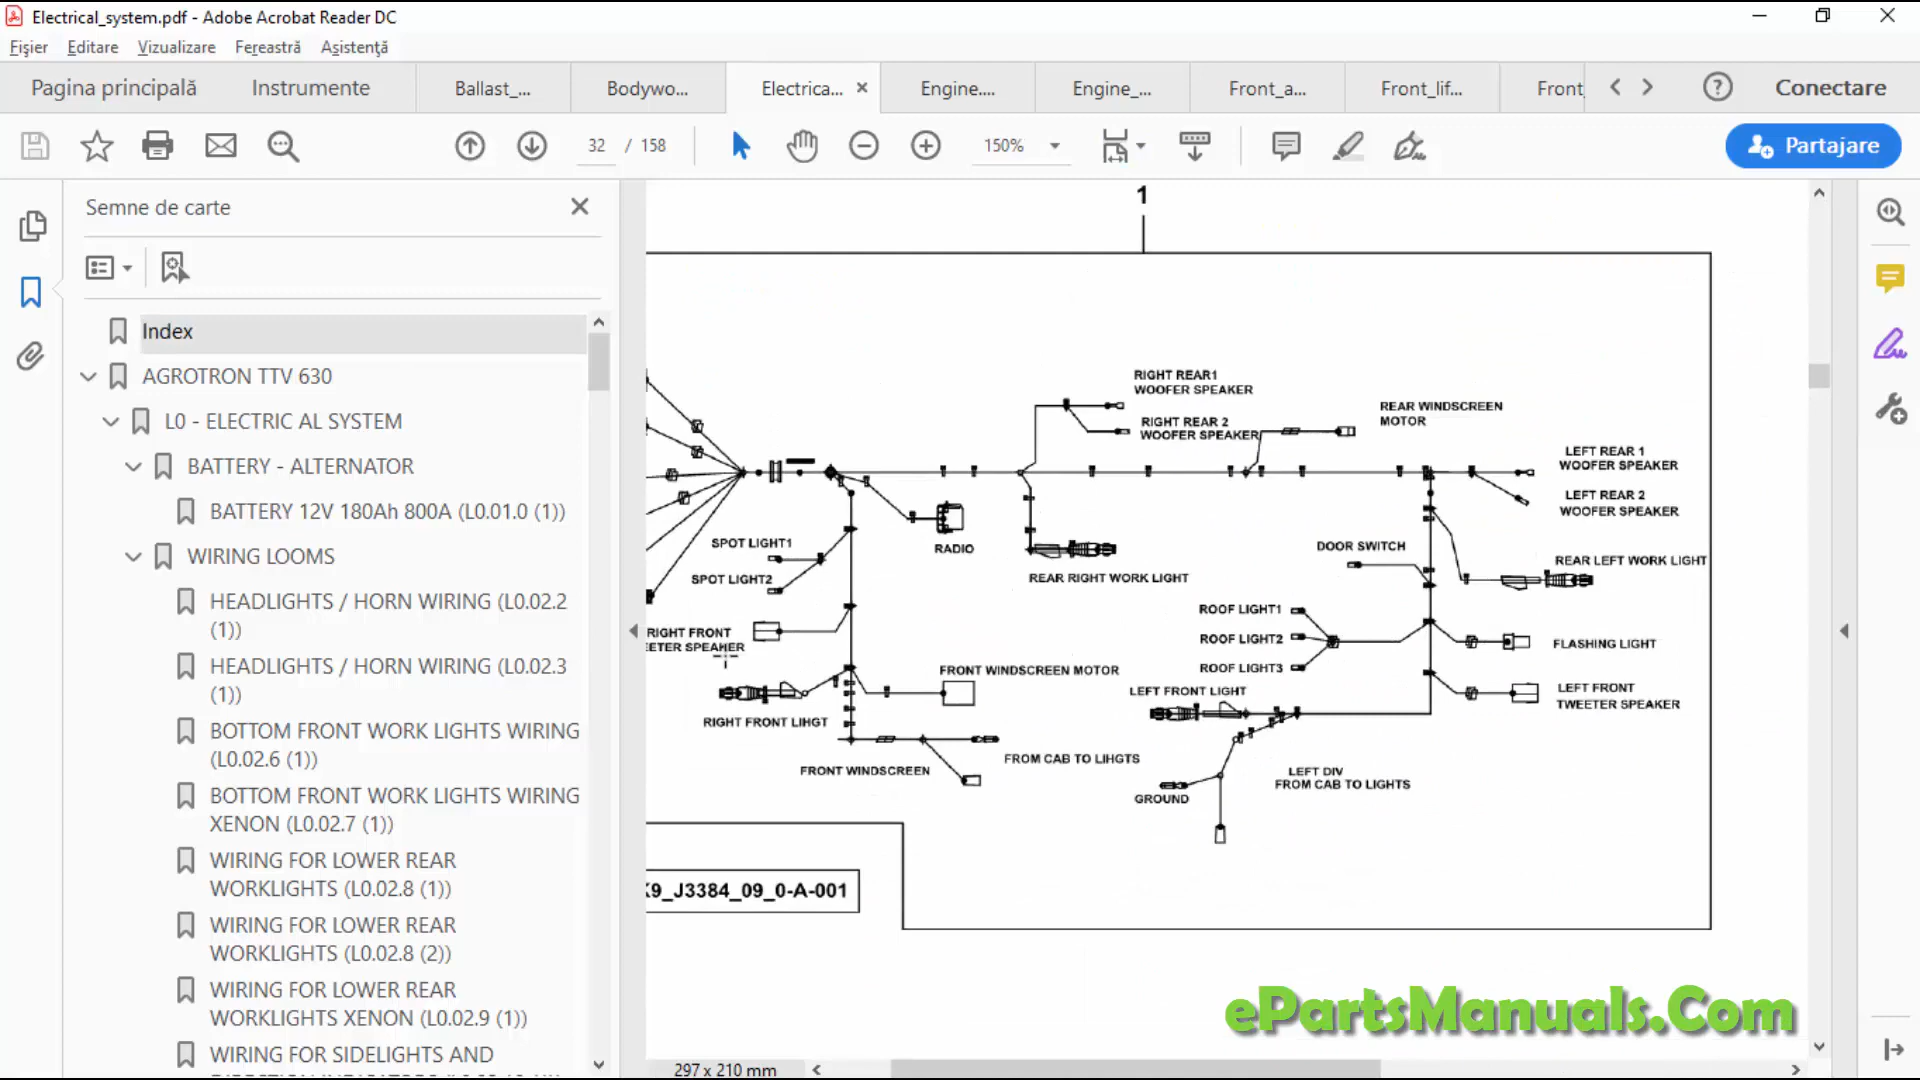 Electrical_system.pdf - Adobe Acrobat Reader DC
Fișier Editare Vizualizare Fereastră Asistență
Pagina principală Instrumente Ballast_... Bodywo... Electrica... Engine.... Engine_... Front_a... Front_lif... Front Conectare
32 / 158 150% Partajare
Semne de carte
Index
AGROTRON TTV 630
L0 - ELECTRIC AL SYSTEM
BATTERY - ALTERNATOR
BATTERY 12V 180Ah 800A (L0.01.0 (1))
WIRING LOOMS
HEADLIGHTS / HORN WIRING (L0.02.2
(1))
HEADLIGHTS / HORN WIRING (L0.02.3
(1))
BOTTOM FRONT WORK LIGHTS WIRING
(L0.02.6 (1))
BOTTOM FRONT WORK LIGHTS WIRING
XENON (L0.02.7 (1))
WIRING FOR LOWER REAR
WORKLIGHTS (L0.02.8 (1))
WIRING FOR LOWER REAR
WORKLIGHTS (L0.02.8 (2))
WIRING FOR LOWER REAR
WORKLIGHTS XENON (L0.02.9 (1))
WIRING FOR SIDELIGHTS AND
1
RIGHT REAR1
WOOFER SPEAKER
RIGHT REAR 2
WOOFER SPEAKER
REAR WINDSCREEN
MOTOR
LEFT REAR 1
WOOFER SPEAKER
LEFT REAR 2
WOOFER SPEAKER
RADIO
SPOT LIGHT1
SPOT LIGHT2
REAR RIGHT WORK LIGHT
DOOR SWITCH
REAR LEFT WORK LIGHT
ROOF LIGHT1
ROOF LIGHT2
ROOF LIGHT3
FLASHING LIGHT
RIGHT FRONT
EETER SPEAKER
FRONT WINDSCREEN MOTOR
LEFT FRONT LIGHT
LEFT FRONT
TWEETER SPEAKER
RIGHT FRONT LIHGT
FRONT WINDSCREEN
FROM CAB TO LIHGTS
LEFT DIV
FROM CAB TO LIGHTS
GROUND
K9_J3384_09_0-A-001
ePartsManuals.Com
297 x 210 mm